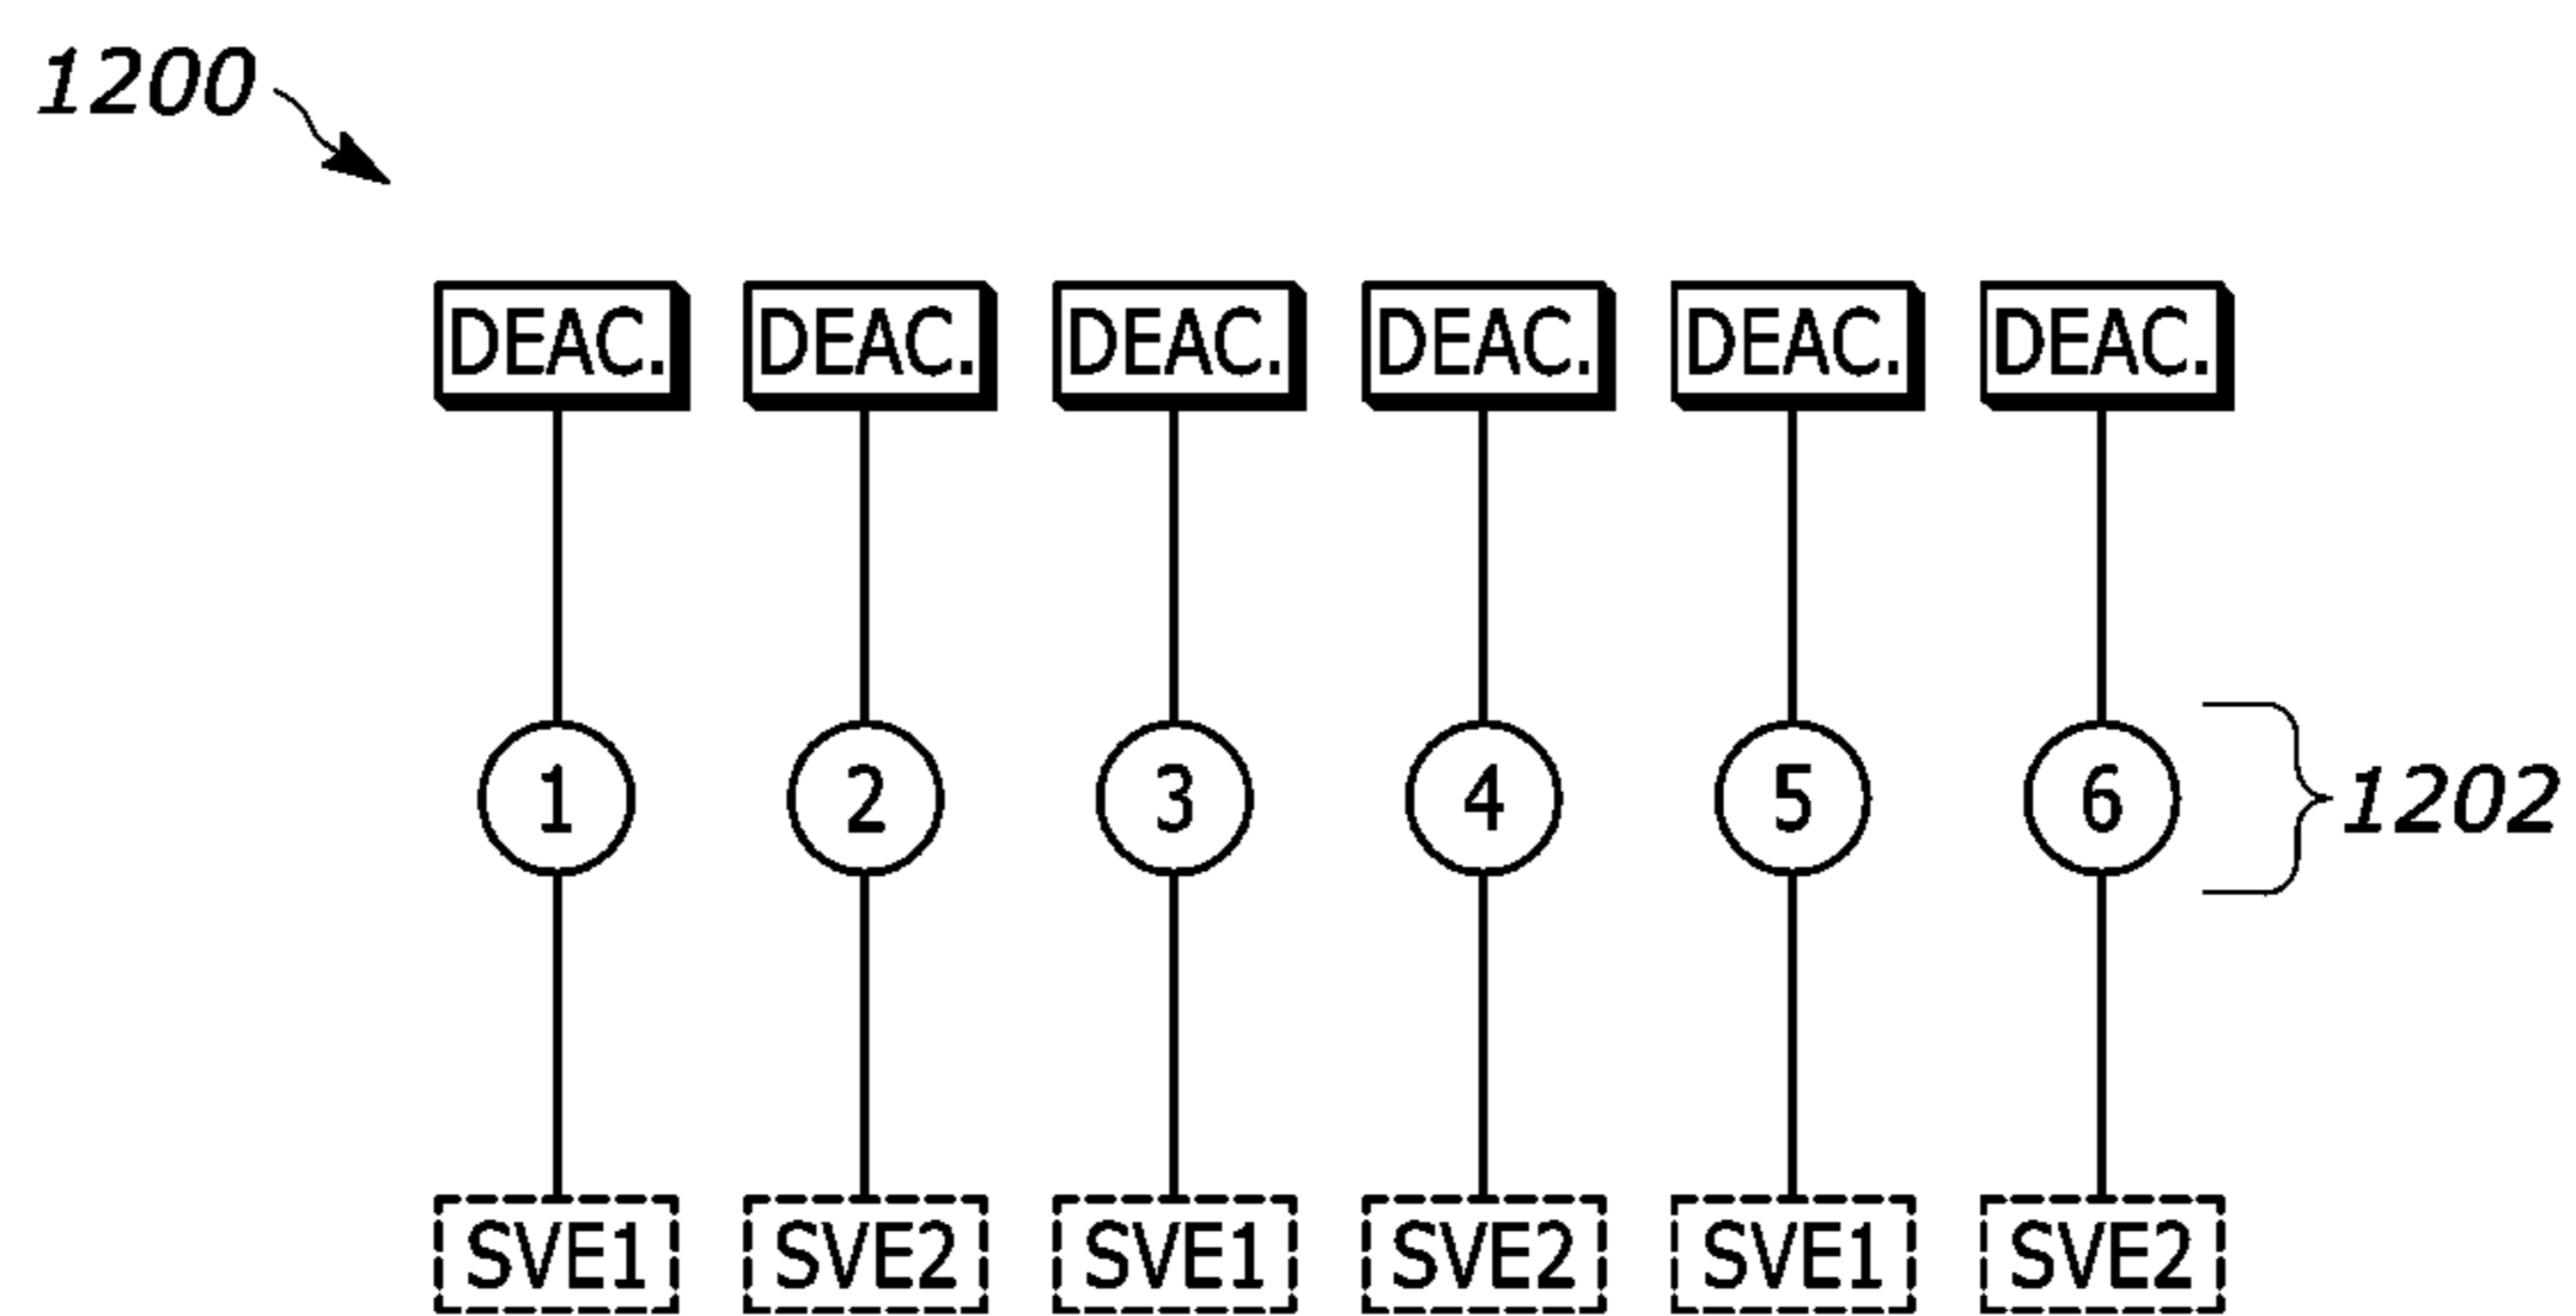 1200
DEAC. DEAC. DEAC. DEAC. DEAC. DEAC.
1 2 3 4 5 6 1202
SVE1 SVE2 SVE1 SVE2 SVE1 SVE2